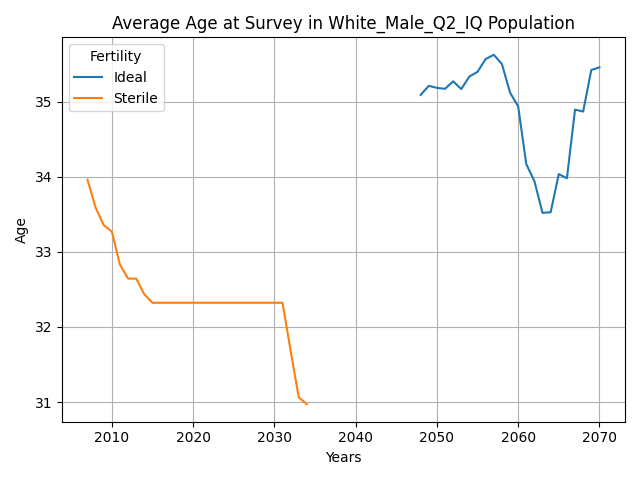 Average Age at Survey in White_Male_Q2_IQ Population
Fertility
Ideal
Sterile
Age
35
34
33
32
31
2010 2020 2030 2040 2050 2060 2070
Years